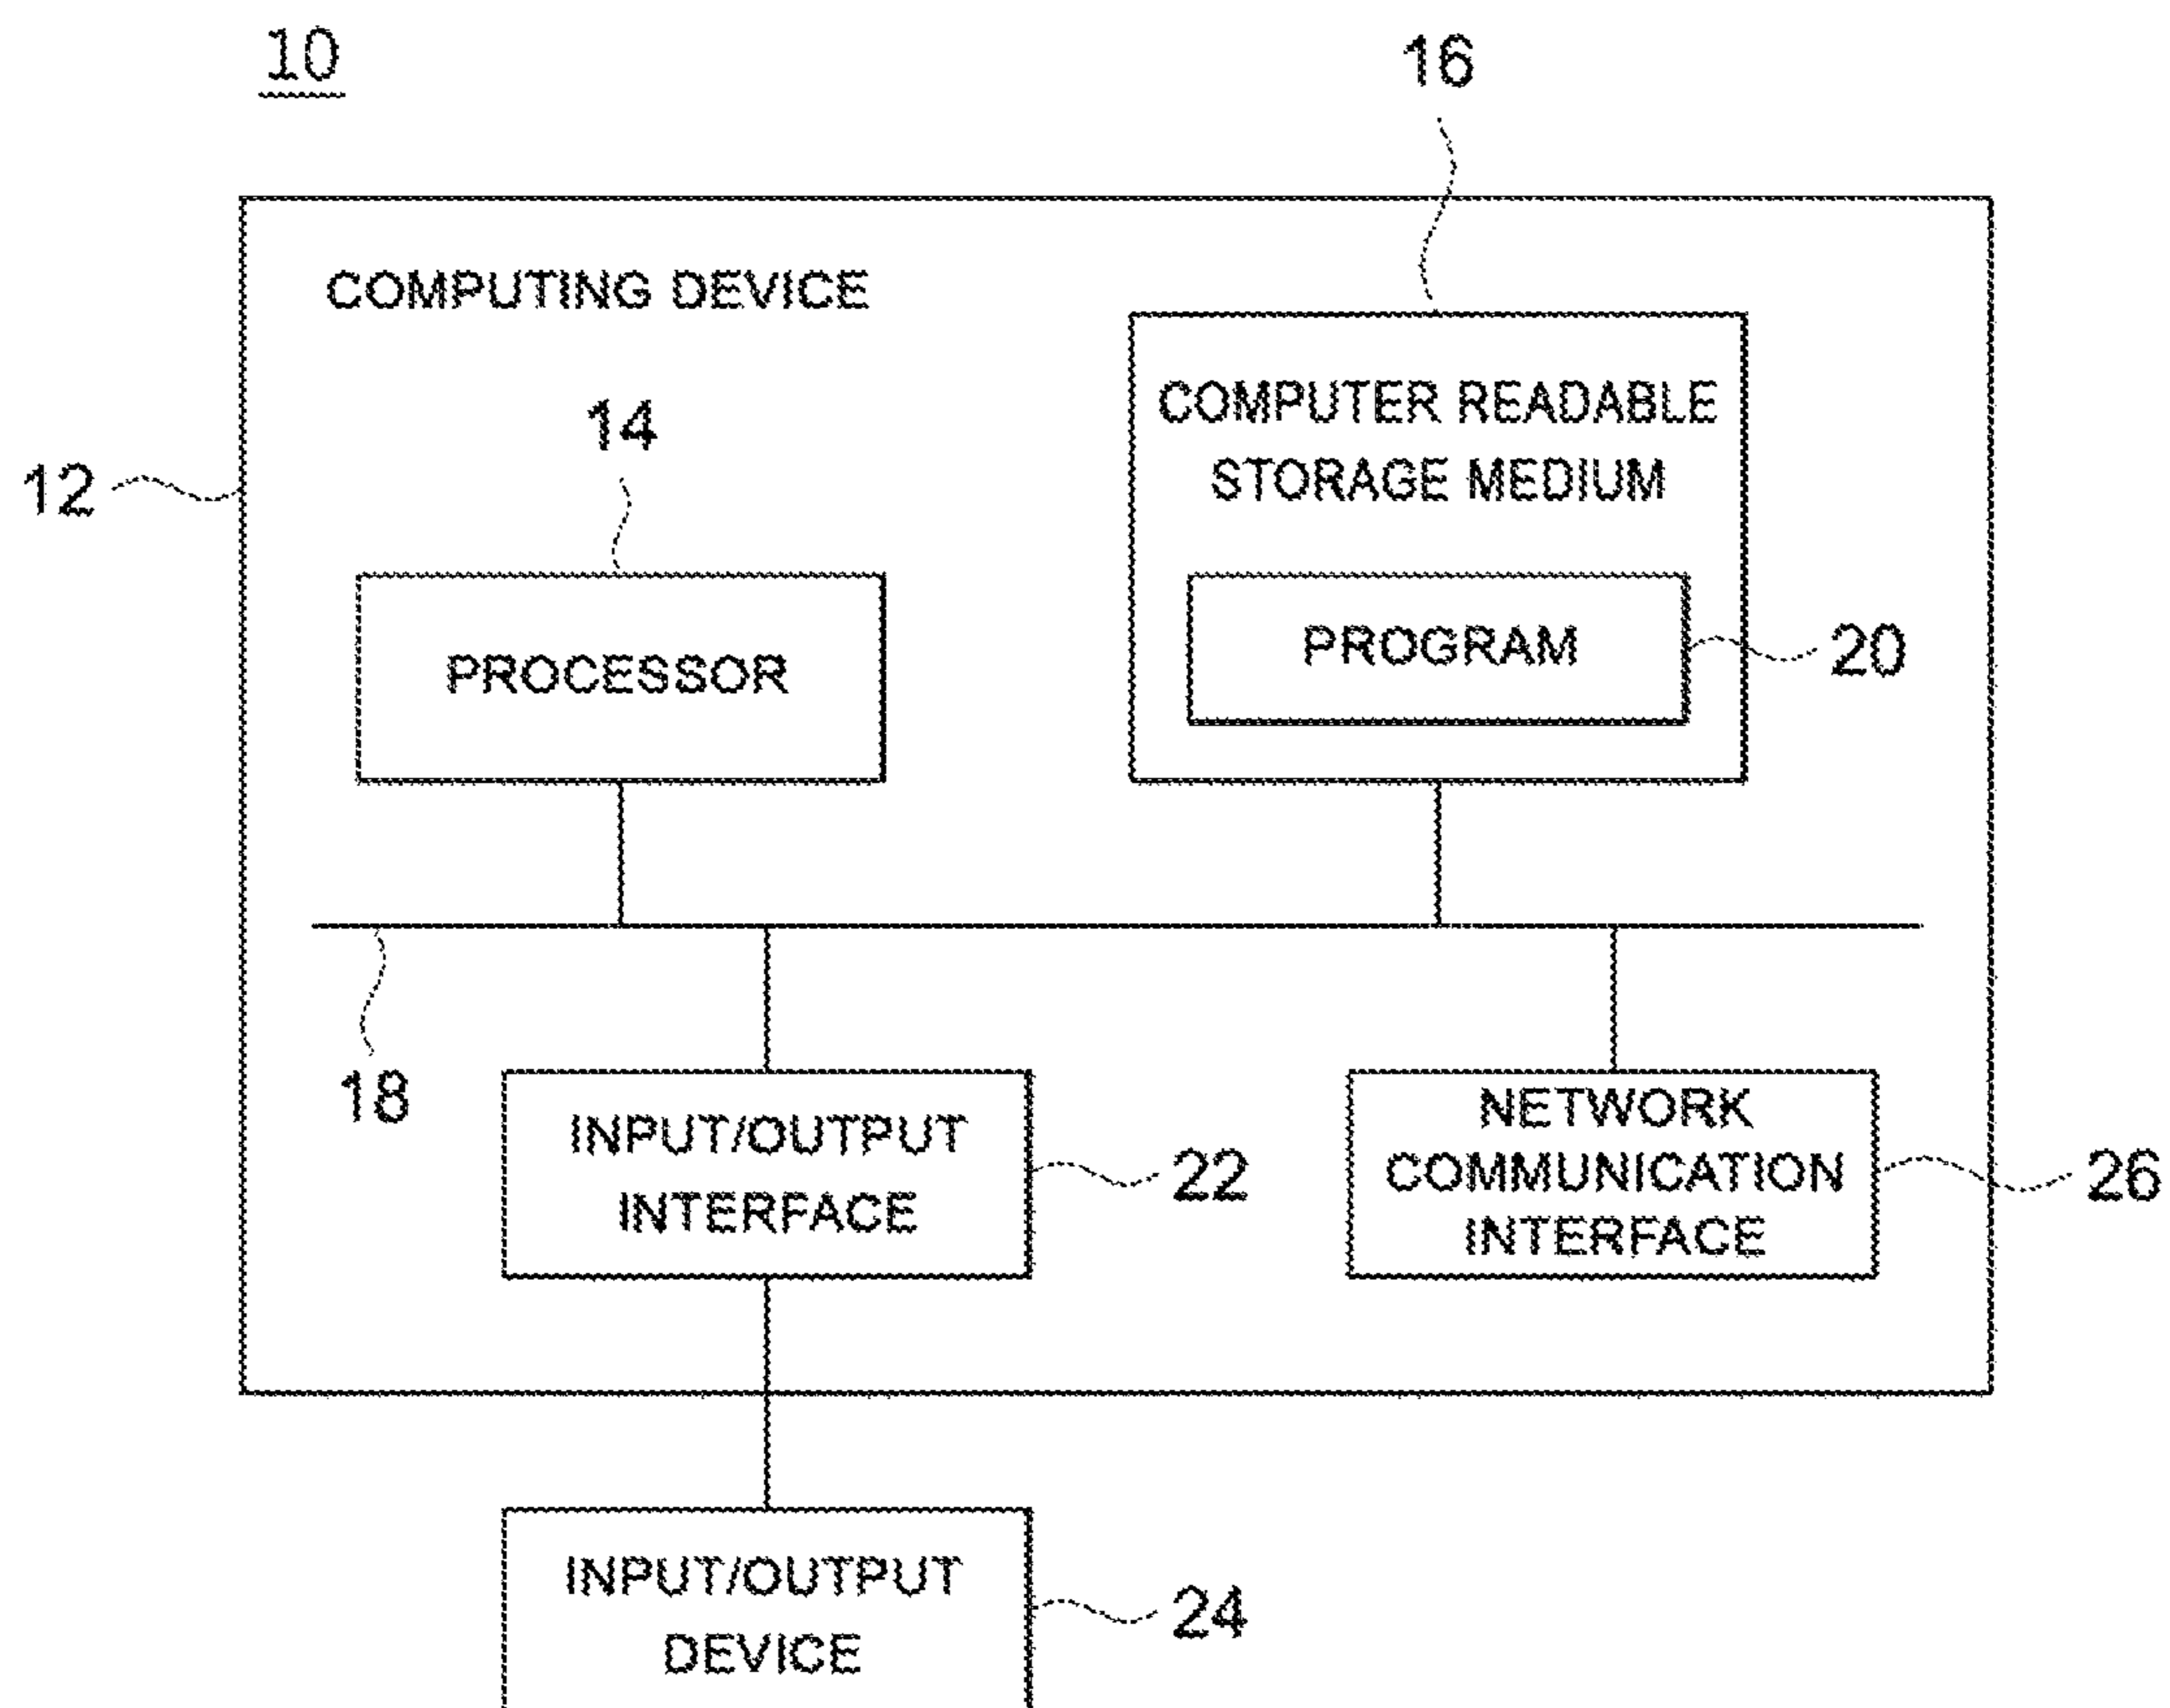 10
16
COMPUTING DEVICE
COMPUTER READABLE
STORAGE MEDIUM
14
12
PROCESSOR
PROGRAM
20
18
INPUT/OUTPUT
INTERFACE
22
NETWORK
COMMUNICATION
INTERFACE
26
INPUT/OUTPUT
DEVICE
24